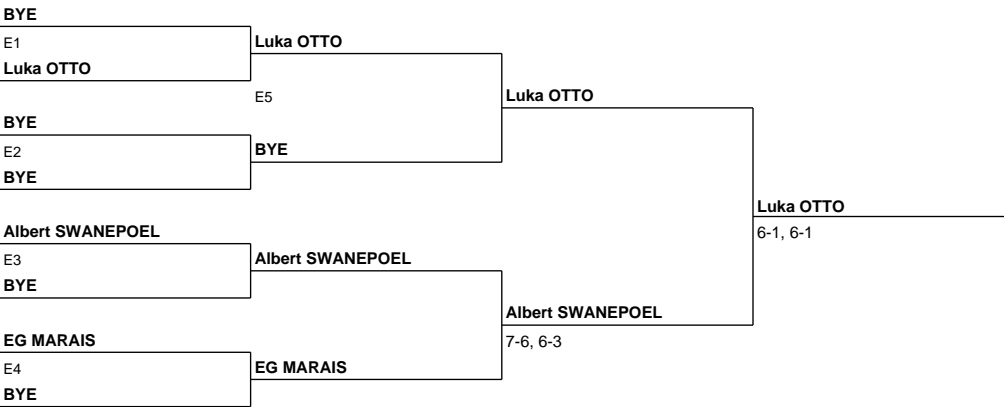 BYE
E1
Luka OTTO
Luka OTTO
E5
BYE
E2
BYE
BYE
Luka OTTO
Albert SWANEPOEL
E3
BYE
Albert SWANEPOEL
EG MARAIS
E4
BYE
EG MARAIS
Albert SWANEPOEL
7-6, 6-3
Luka OTTO
6-1, 6-1